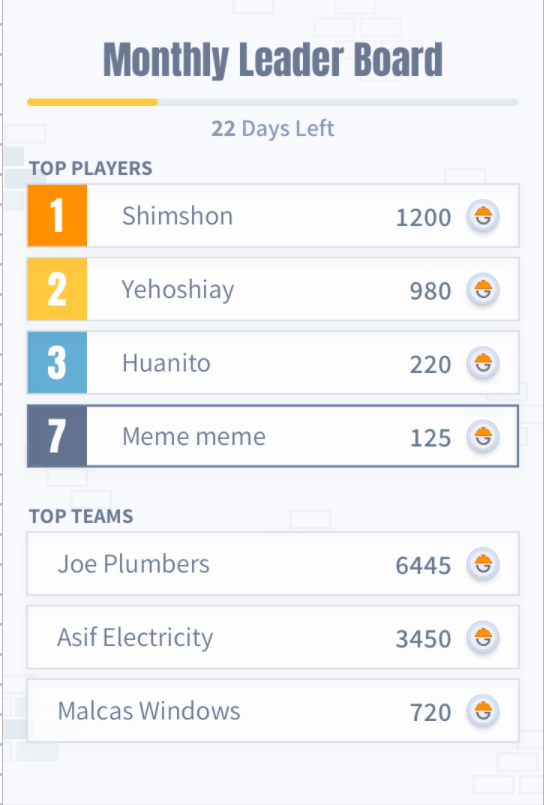 Monthly Leader Board
22 Days Left
TOP PLAYERS
1 Shimshon 1200
2 Yehoshiay 980
3 Huanito 220
7 Meme meme 125
TOP TEAMS
Joe Plumbers 6445
Asif Electricity 3450
Malcas Windows 720